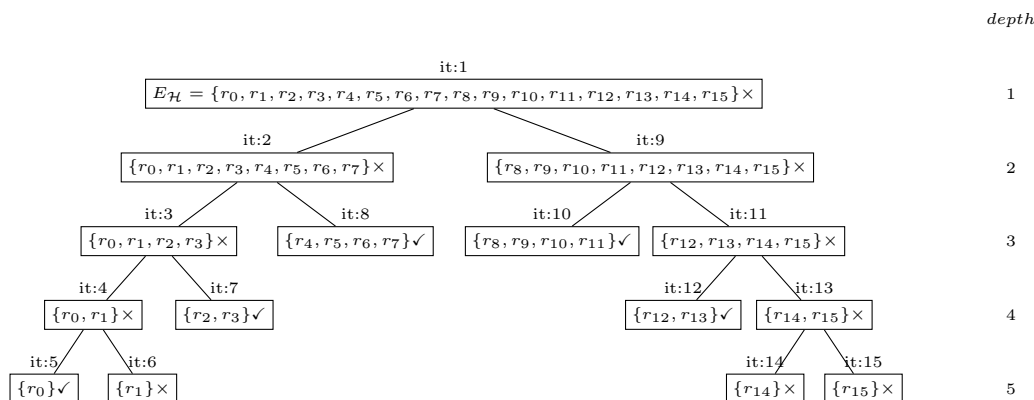 depth
it:1
E_ℋ = {r₀, r₁, r₂, r₃, r₄, r₅, r₆, r₇, r₈, r₉, r₁₀, r₁₁, r₁₂, r₁₃, r₁₄, r₁₅}× 1
it:2 it:9
{r₀, r₁, r₂, r₃, r₄, r₅, r₆, r₇}× {r₈, r₉, r₁₀, r₁₁, r₁₂, r₁₃, r₁₄, r₁₅}× 2
it:3 it:8 it:10 it:11
{r₀, r₁, r₂, r₃}× {r₄, r₅, r₆, r₇}✓ {r₈, r₉, r₁₀, r₁₁}✓ {r₁₂, r₁₃, r₁₄, r₁₅}× 3
it:4 it:7 it:12 it:13
{r₀, r₁}× {r₂, r₃}✓ {r₁₂, r₁₃}✓ {r₁₄, r₁₅}× 4
it:5 it:6 it:14 it:15
{r₀}✓ {r₁}× {r₁₄}× {r₁₅}× 5